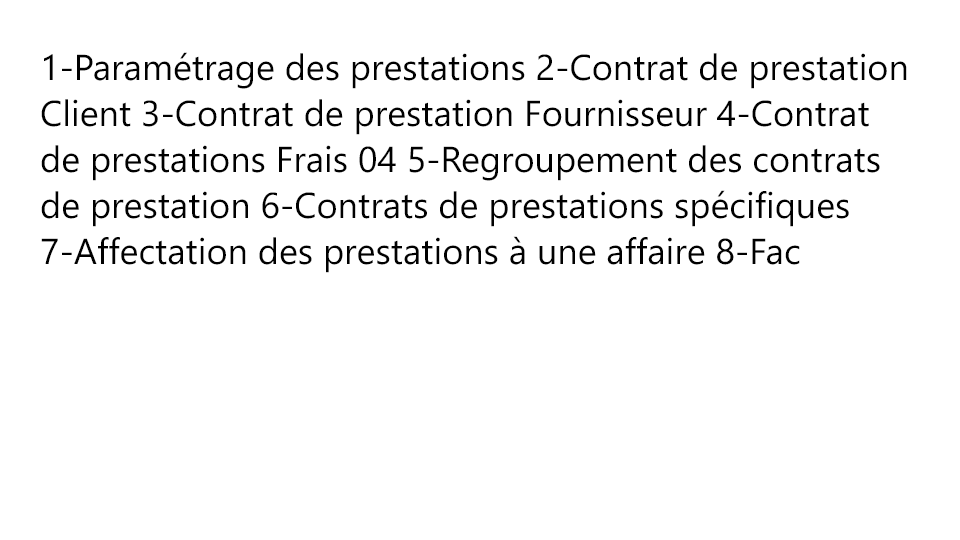 1-Paramétrage des prestations 2-Contrat de prestation
Client 3-Contrat de prestation Fournisseur 4-Contrat
de prestations Frais 04 5-Regroupement des contrats
de prestation 6-Contrats de prestations spécifiques
7-Affectation des prestations à une affaire 8-Fac